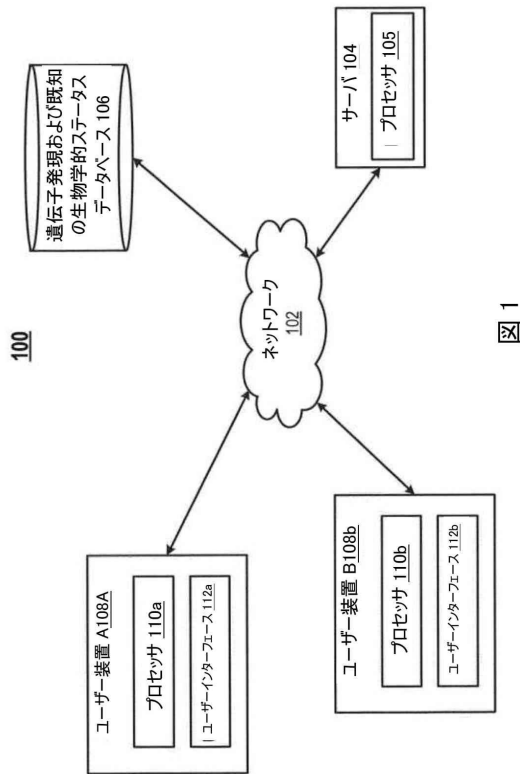 100
遺伝子発現および既知
の生物学的ステータス
データベース 106
ユーザー装置 A108A
プロセッサ 110a
| ユーザーインターフェース 112a
ネットワーク
102
サーバ 104
| プロセッサ 105
ユーザー装置 B108b
プロセッサ 110b
ユーザーインターフェース 112b
図 1